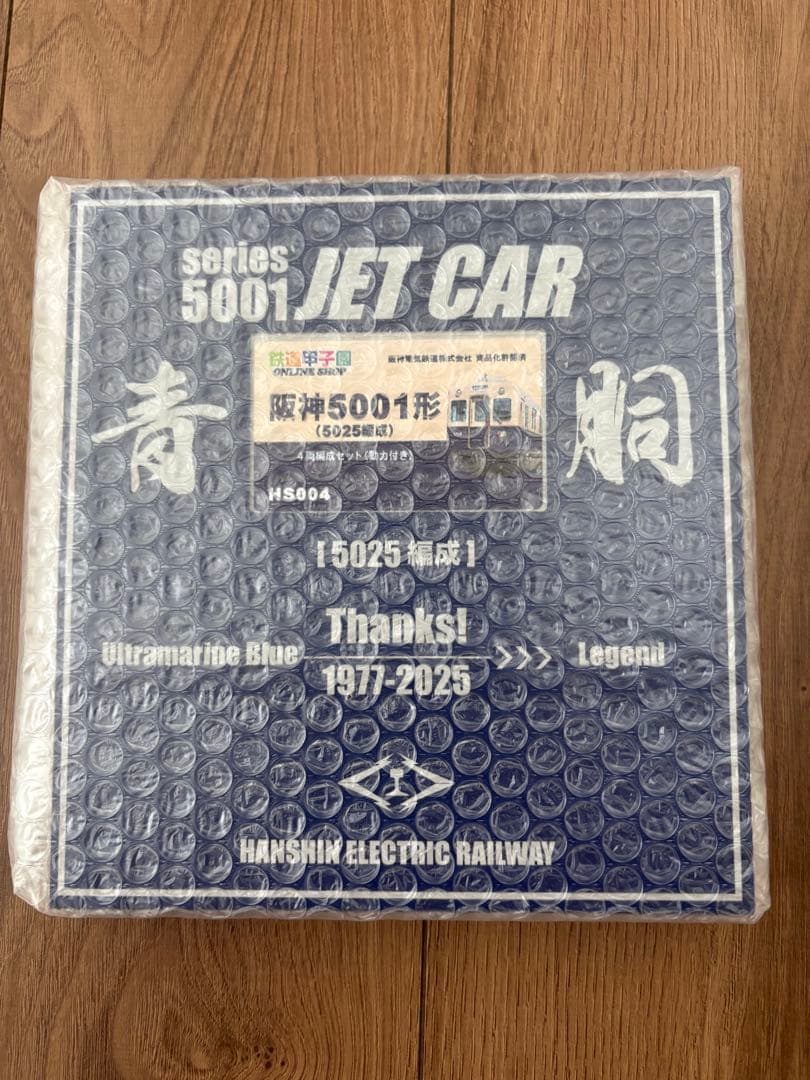 series
5001 JET CAR
鉄道甲子園
ONLINE SHOP
阪神電気鉄道株式会社 商品化許諾済
阪神5001形
(5025編成)
4両編成セット(動力付き)
HS004
青 胴
[5025 編成]
Thanks!
Ultramarine Blue >>> Legend
1977-2025
HANSHIN ELECTRIC RAILWAY